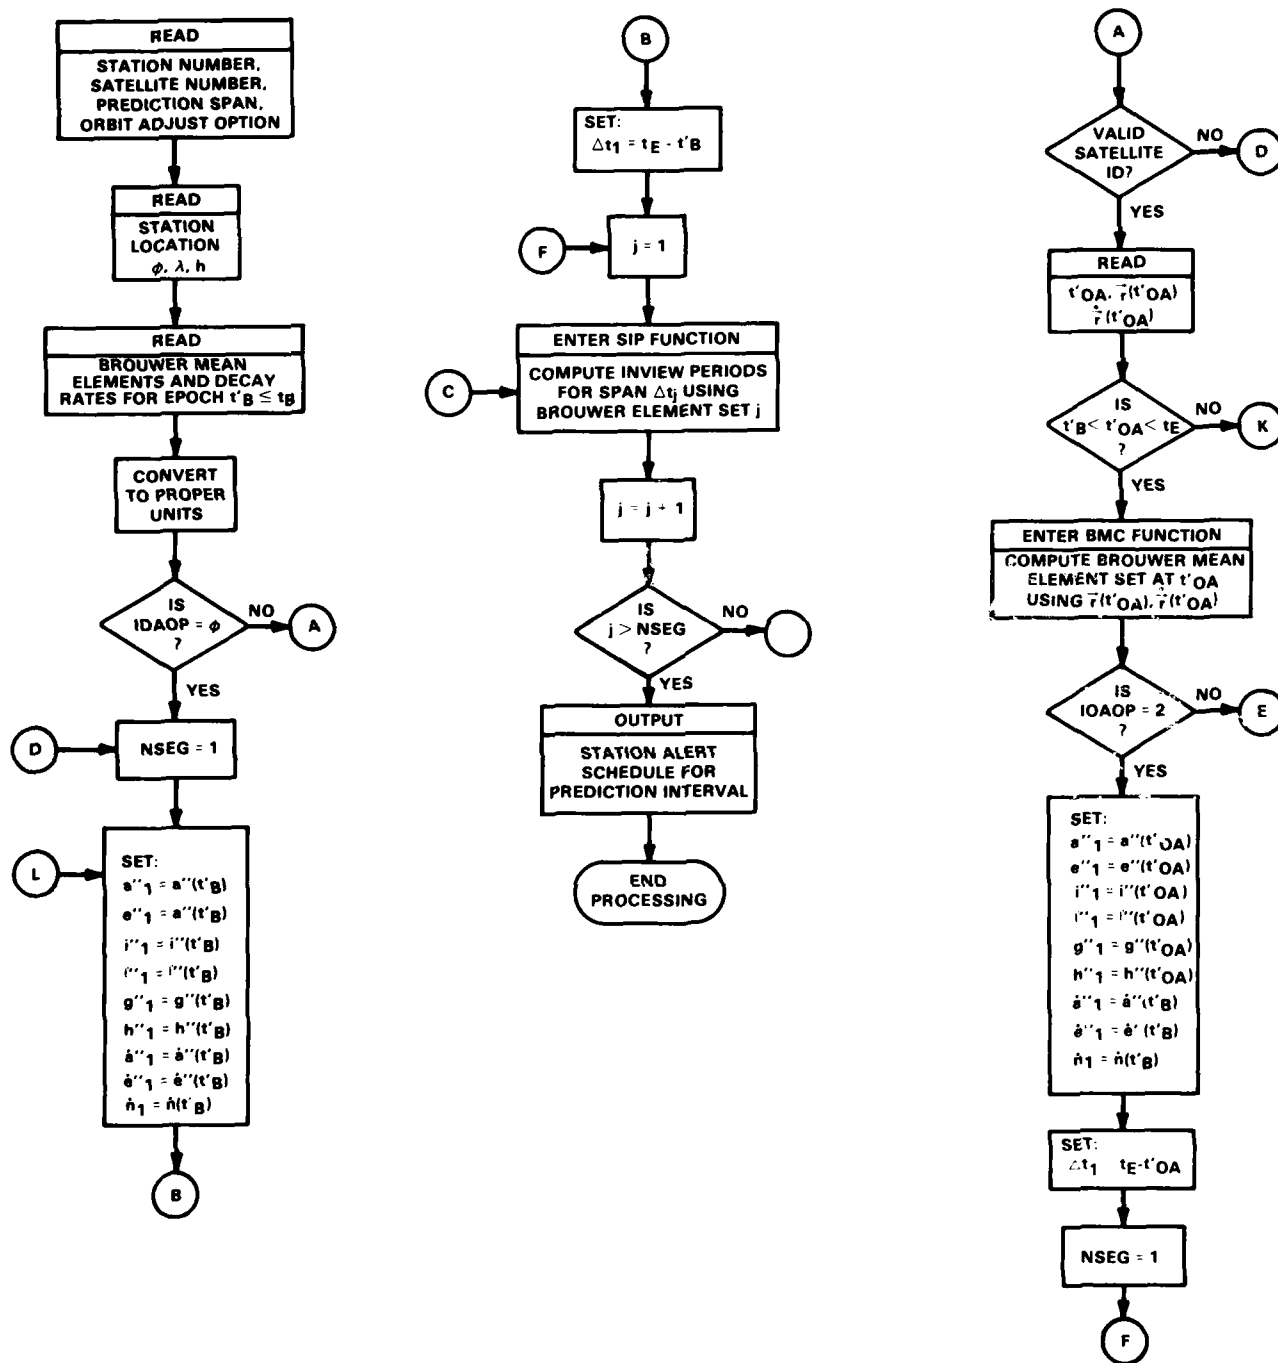 READ
STATION NUMBER,
SATELLITE NUMBER,
PREDICTION SPAN,
ORBIT ADJUST OPTION
READ
STATION
LOCATION
ϕ, λ, h
READ
BROUWER MEAN
ELEMENTS AND DECAY
RATES FOR EPOCH t'B ≤ tB
CONVERT
TO PROPER
UNITS
IS
IDAOP = ϕ
?
NO
A
YES
D
NSEG = 1
L
SET:
a''1 = a''(t'B)
e''1 = a''(t'B)
i''1 = i''(t'B)
l''1 = l''(t'B)
g''1 = g''(t'B)
h''1 = h''(t'B)
ȧ''1 = ȧ''(t'B)
ė''1 = ė''(t'B)
ṅ1 = ṅ(t'B)
B
B
SET:
Δt1 = tE - t'B
F
j = 1
ENTER SIP FUNCTION
C
COMPUTE INVIEW PERIODS
FOR SPAN Δtj USING
BROUWER ELEMENT SET j
j = j + 1
IS
j > NSEG
?
NO
YES
OUTPUT
STATION ALERT
SCHEDULE FOR
PREDICTION INTERVAL
END
PROCESSING
A
VALID
SATELLITE
ID?
NO
D
YES
READ
t'OA, r⃗(t'OA)
ṙ⃗(t'OA)
IS
t'B < t'OA < tE
?
NO
K
YES
ENTER BMC FUNCTION
COMPUTE BROUWER MEAN
ELEMENT SET AT t'OA
USING r⃗(t'OA), ṙ⃗(t'OA)
IS
IOAOP = 2
?
NO
E
YES
SET:
a''1 = a''(t'OA)
e''1 = e''(t'OA)
i''1 = i''(t'OA)
l''1 = l''(t'OA)
g''1 = g''(t'OA)
h''1 = h''(t'OA)
ȧ''1 = ȧ''(t'B)
ė''1 = ė'(t'B)
ṅ1 = ṅ(t'B)
SET:
Δt1 tE-t'OA
NSEG = 1
F